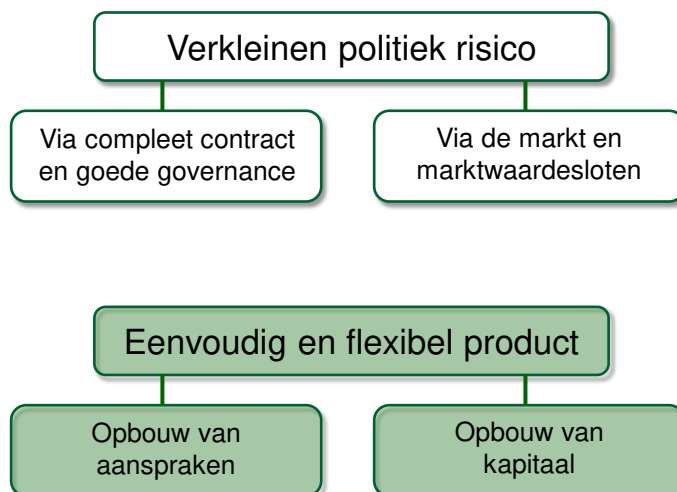 Verkleinen politiek risico
Via compleet contract
en goede governance
Via de markt en
marktwaardesloten
Eenvoudig en flexibel product
Opbouw van
aanspraken
Opbouw van
kapitaal